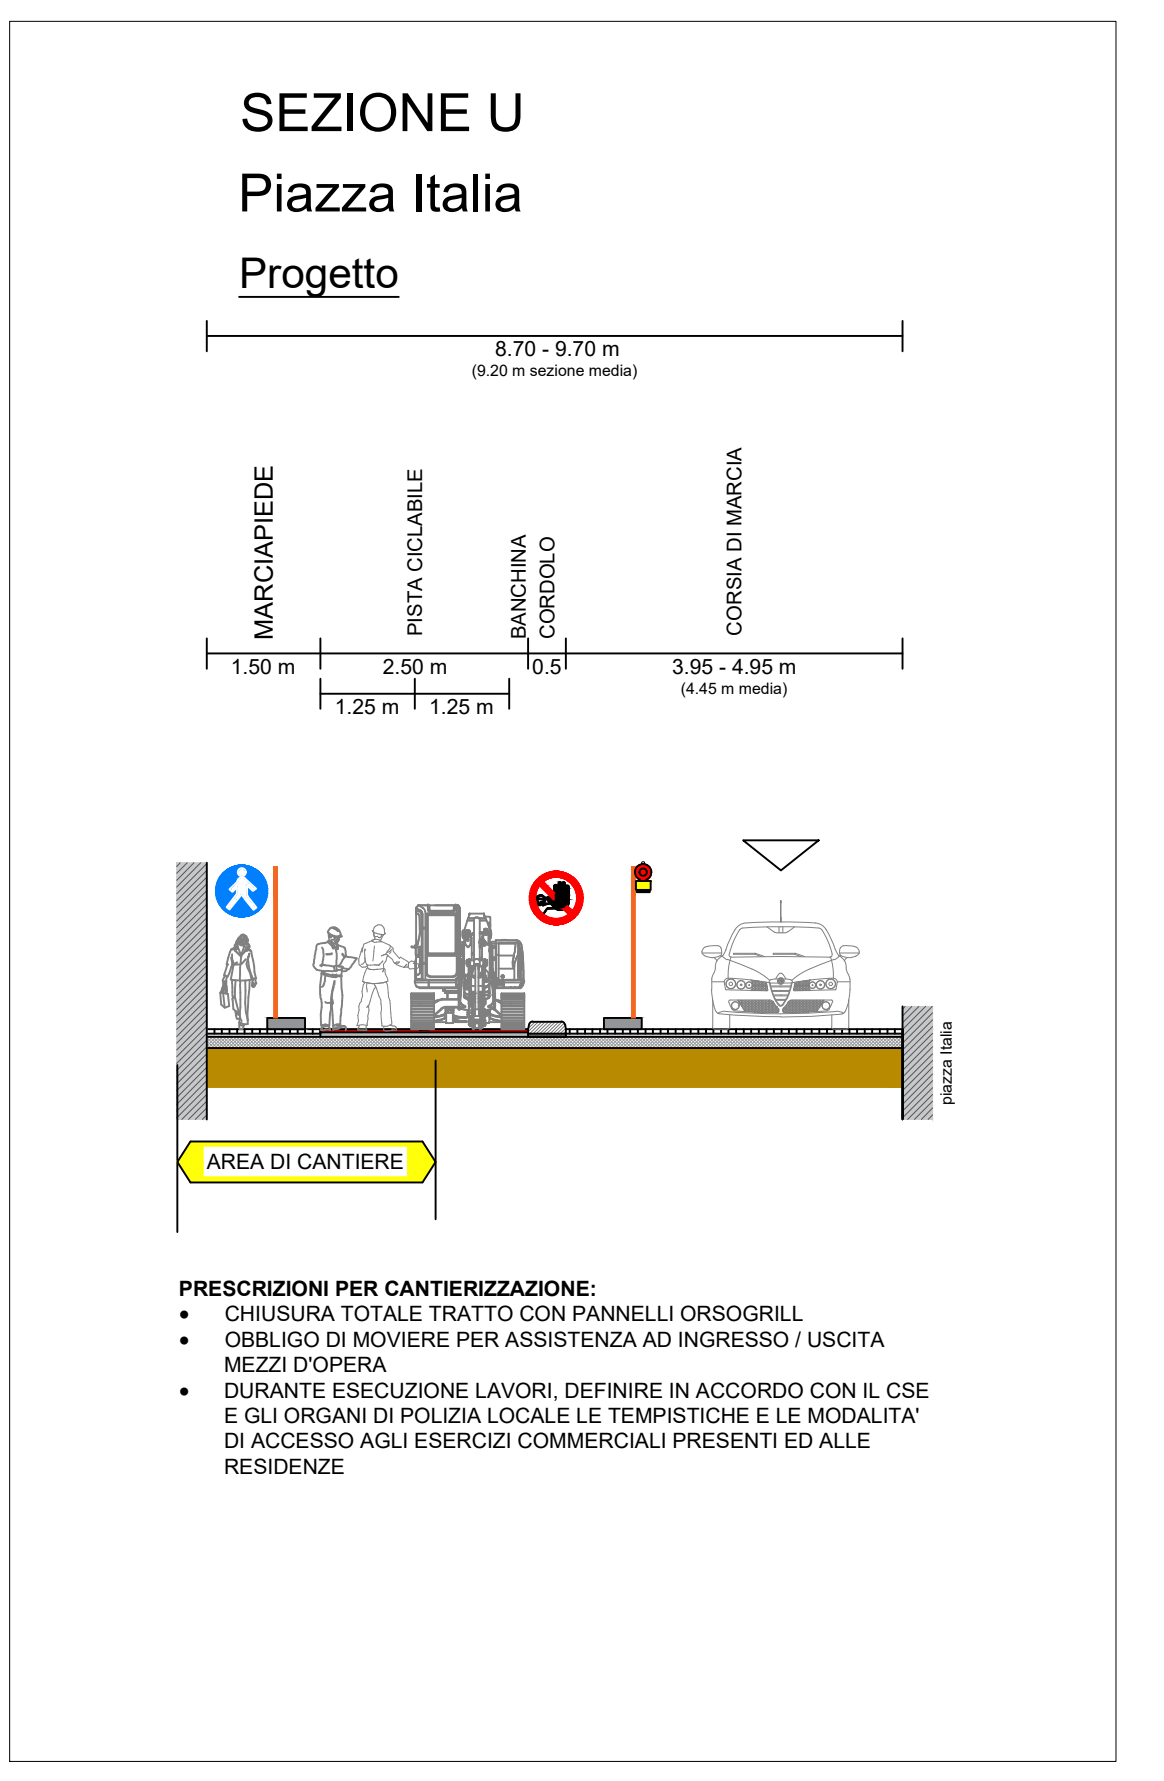 SEZIONE U
Piazza Italia
Progetto
8.70 - 9.70 m
(9.20 m sezione media)
MARCIAPIEDE
PISTA CICLABILE
BANCHINA
CORDOLO
CORSIA DI MARCIA
1.50 m
2.50 m
0.5
3.95 - 4.95 m
(4.45 m media)
1.25 m
1.25 m
piazza Italia
AREA DI CANTIERE
PRESCRIZIONI PER CANTIERIZZAZIONE:
• CHIUSURA TOTALE TRATTO CON PANNELLI ORSOGRILL
• OBBLIGO DI MOVIERE PER ASSISTENZA AD INGRESSO / USCITA
MEZZI D'OPERA
• DURANTE ESECUZIONE LAVORI, DEFINIRE IN ACCORDO CON IL CSE
E GLI ORGANI DI POLIZIA LOCALE LE TEMPISTICHE E LE MODALITA'
DI ACCESSO AGLI ESERCIZI COMMERCIALI PRESENTI ED ALLE
RESIDENZE